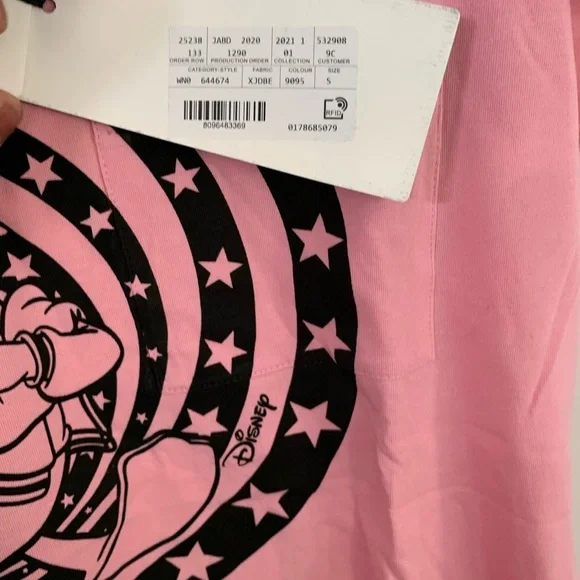 25238 JABD 2020 2021 1 532908
133 1290 01 9C
ORDER ROW PRODUCTION ORDER COLLECTION CUSTOMER
CATEGORY-STYLE FABRIC COLOUR SIZE
WN0 644674 XJDBE 9095 S
RFID
8096483369 0178685079
Disney